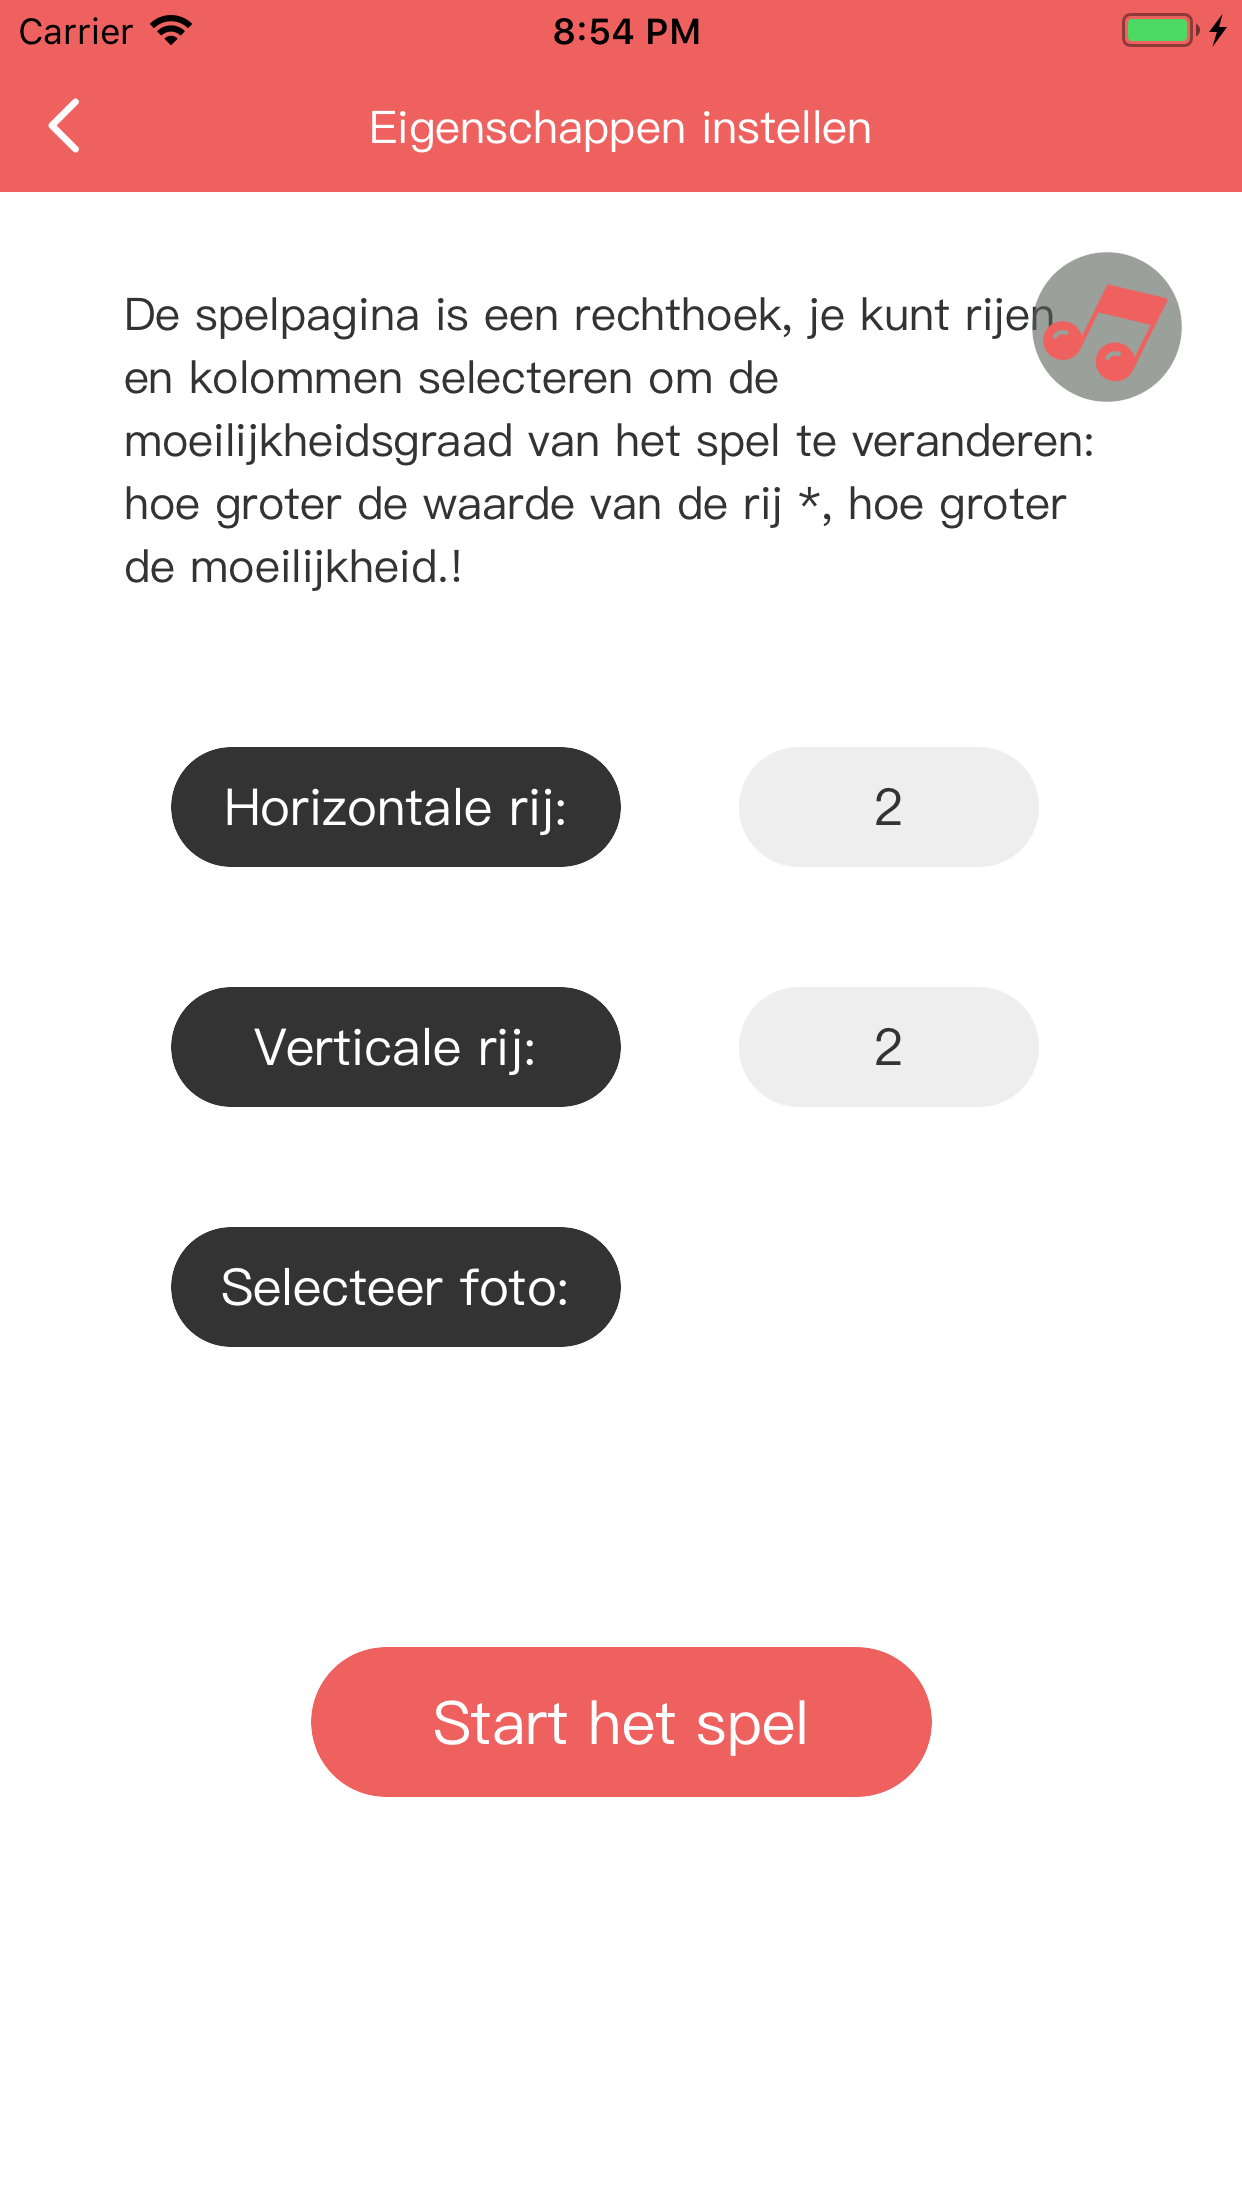 Carrier
8:54 PM
Eigenschappen instellen
De spelpagina is een rechthoek, je kunt rijen
en kolommen selecteren om de
moeilijkheidsgraad van het spel te veranderen:
hoe groter de waarde van de rij *, hoe groter
de moeilijkheid.!
Horizontale rij:
2
Verticale rij:
2
Selecteer foto:
Start het spel